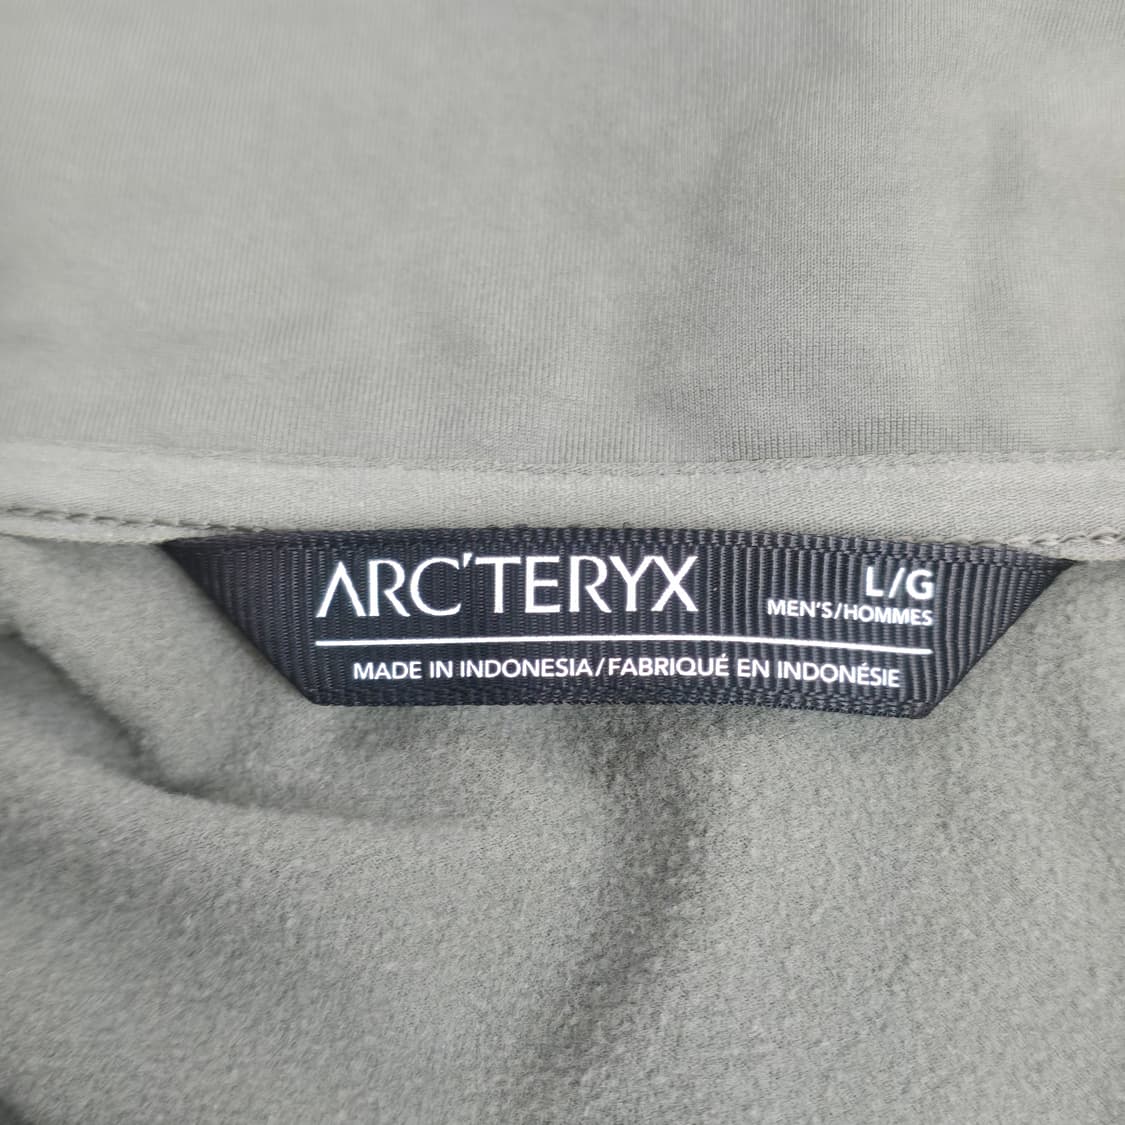 ARC'TERYX
L/G
MEN'S/HOMMES
MADE IN INDONESIA/FABRIQUÉ EN INDONÉSIE